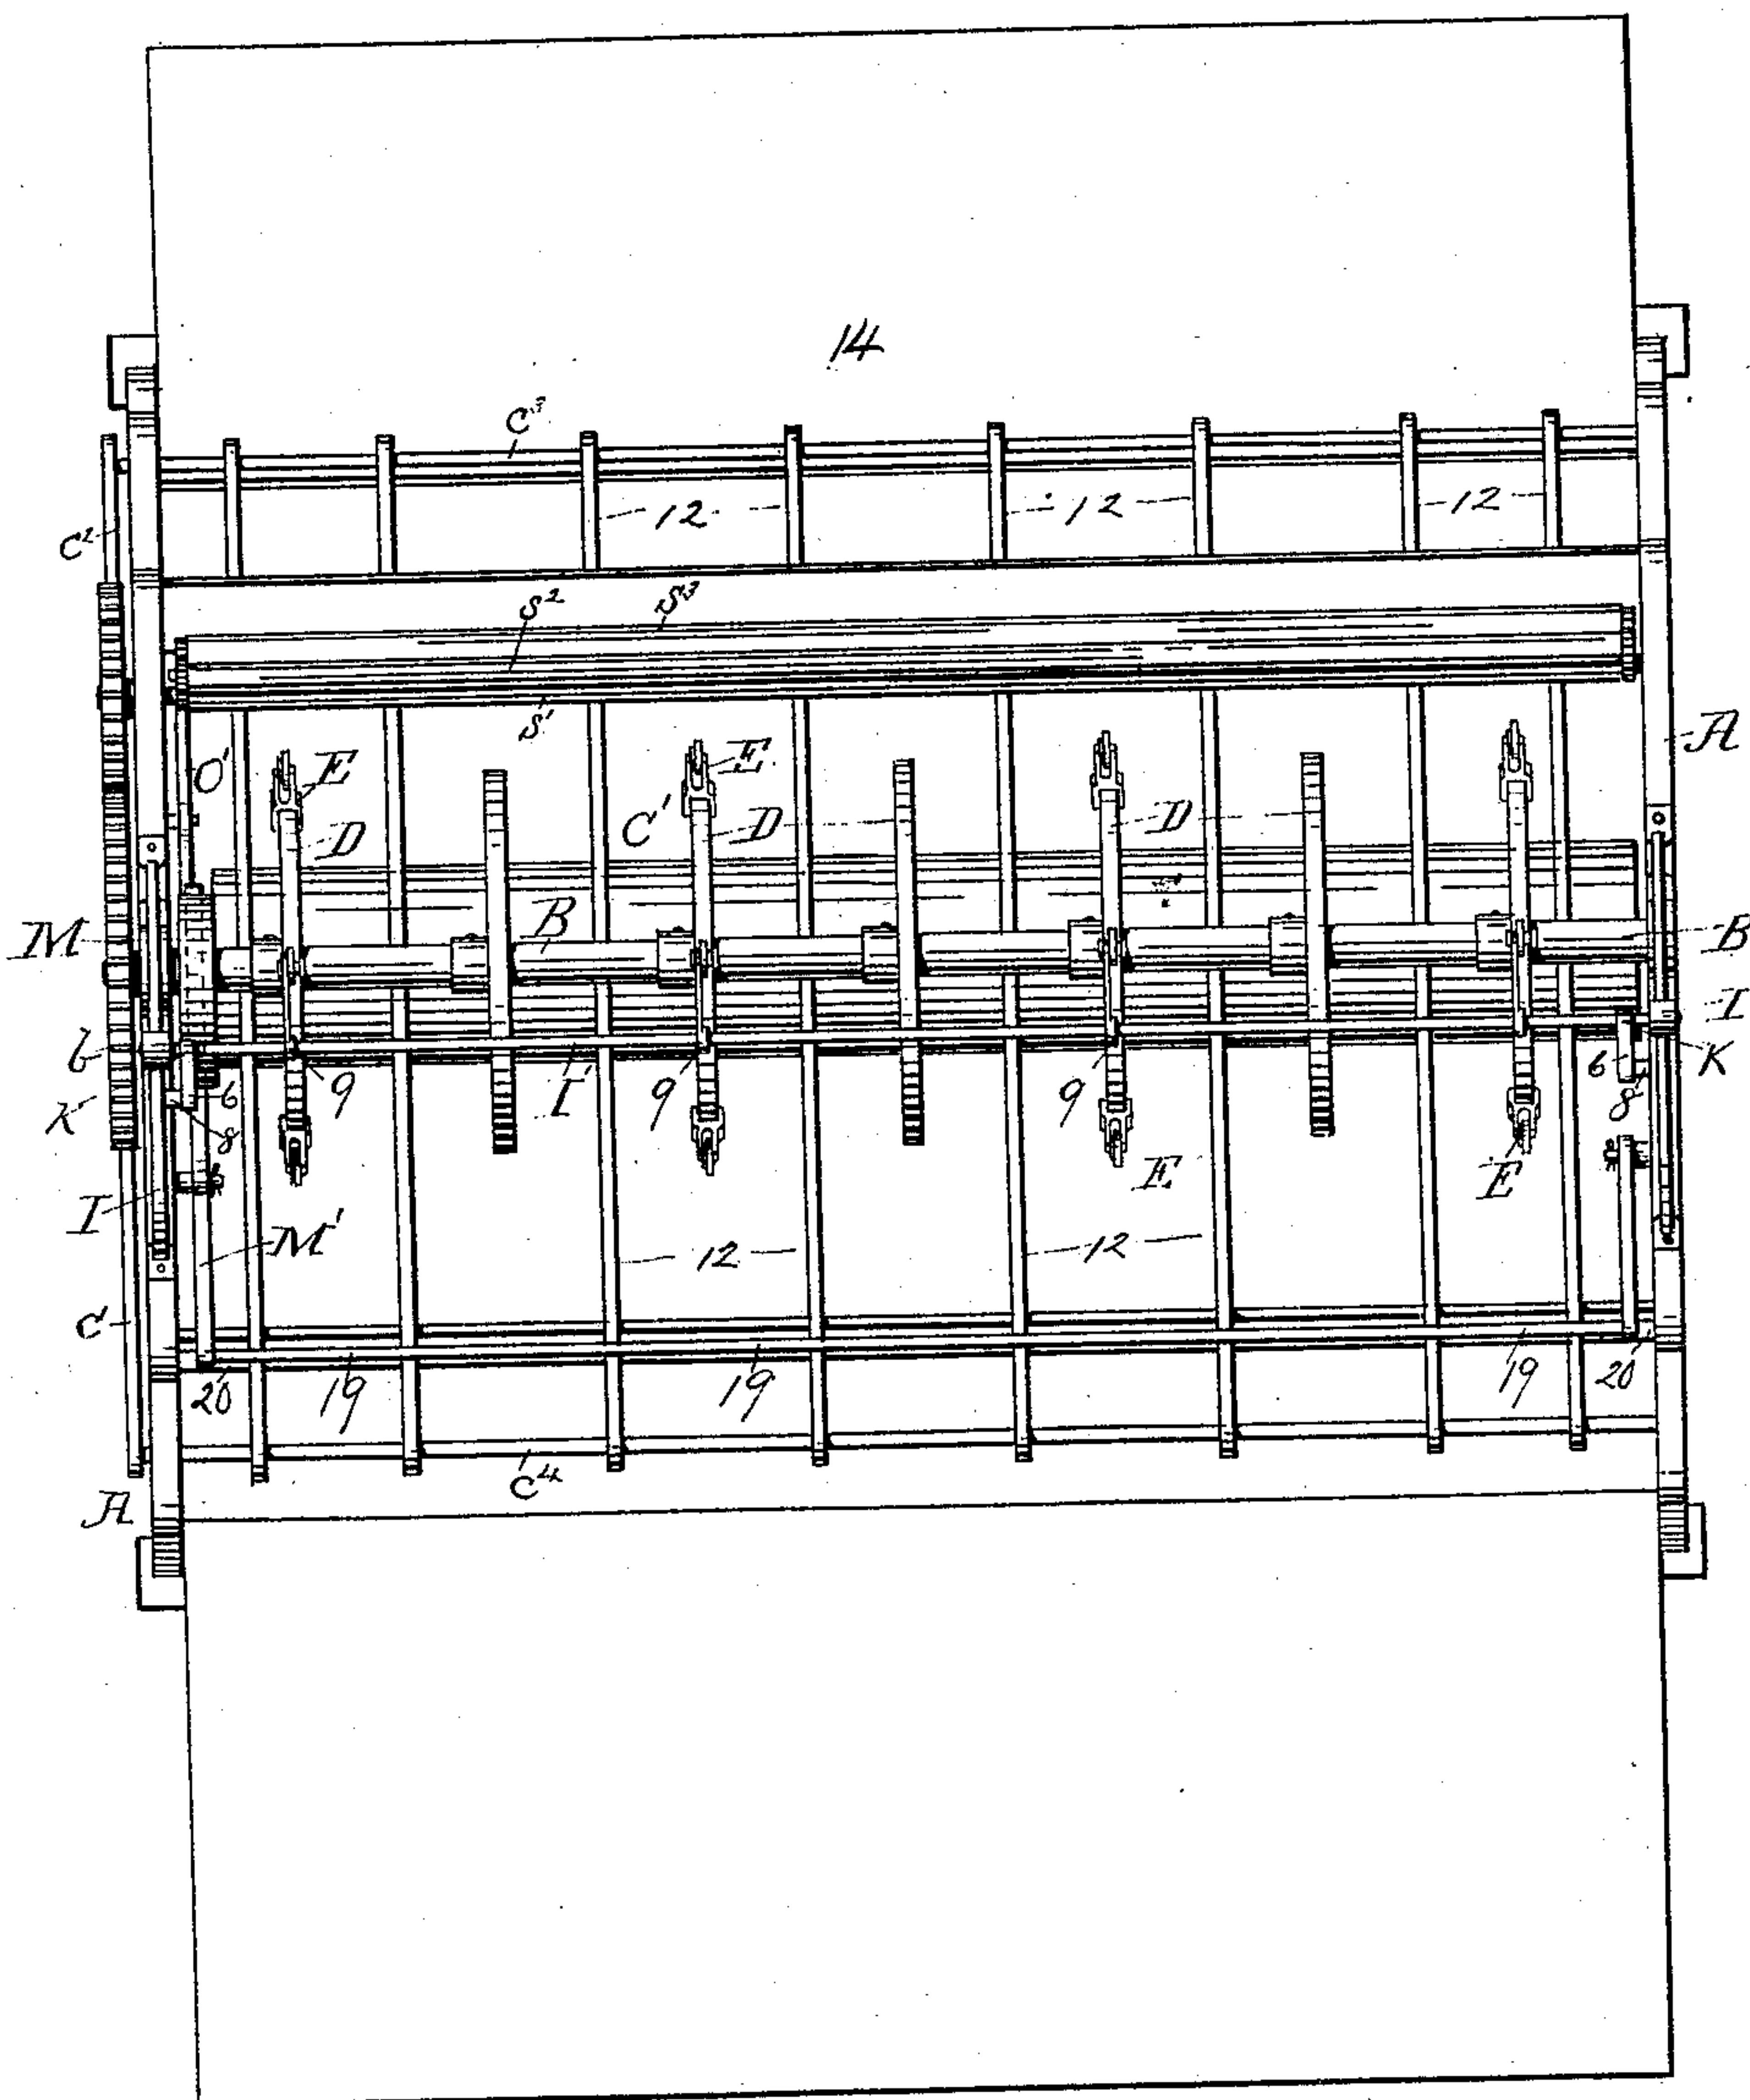 14
C³
12 12 12
C²
S² S³
S'
A
O' E E
D C' D D
M B B
I
b 6 9 I' 9 9 6 K
K 8 8
I E E
M' 12 12
C'
20 19 19 19 20
C⁴
A